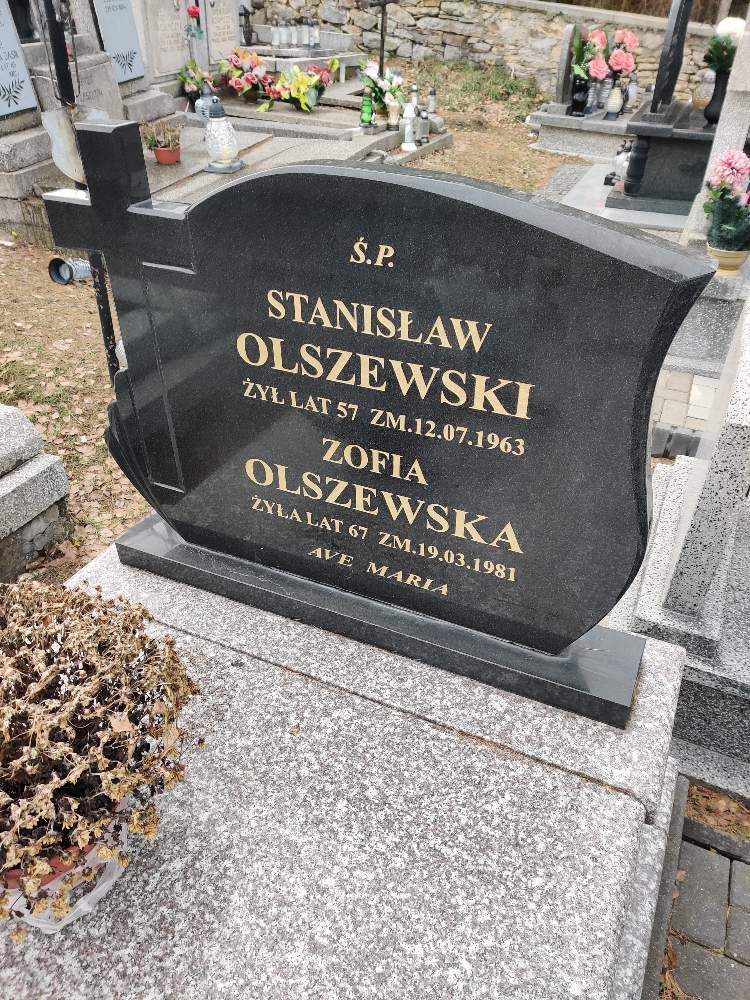 Ś.P.
STANISŁAW
OLSZEWSKI
ŻYŁ LAT 57 ZM.12.07.1963
ZOFIA
OLSZEWSKA
ŻYŁA LAT 67 ZM.19.03.1981
AVE MARIA